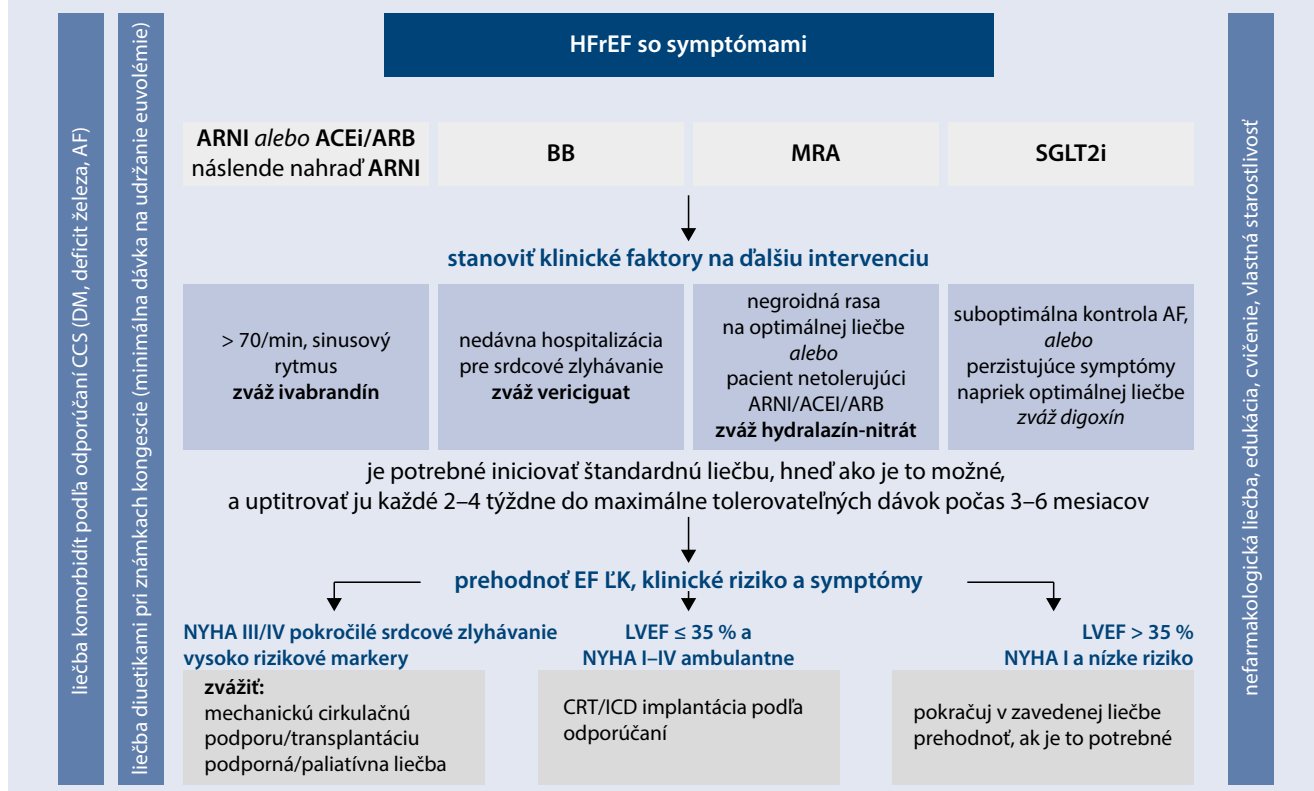 HFrEF so symptómami
liečba komorbidít podľa odporúčaní CCS (DM, deficit železa, AF)
liečba diuetikami pri známkach kongescie (minimálna dávka na udržanie euvolémie)
ARNI alebo ACEi/ARB
náslende nahraď ARNI
BB
MRA
SGLT2i
stanoviť klinické faktory na ďalšiu intervenciu
> 70/min, sinusový
rytmus
zváž ivabrandín
nedávna hospitalizácia
pre srdcové zlyhávanie
zváž vericiguat
negroidná rasa
na optimálnej liečbe
alebo
pacient netolerujúci
ARNI/ACEI/ARB
zváž hydralazín-nitrát
suboptimálna kontrola AF,
alebo
perzistujúce symptómy
napriek optimálnej liečbe
zváž digoxín
je potrebné iniciovať štandardnú liečbu, hneď ako je to možné,
a uptitrovať ju každé 2–4 týždne do maximálne tolerovateľných dávok počas 3–6 mesiacov
prehodnoť EF ĽK, klinické riziko a symptómy
NYHA III/IV pokročilé srdcové zlyhávanie
vysoko rizikové markery
zvážiť:
mechanickú cirkulačnú
podporu/transplantáciu
podporná/paliatívna liečba
LVEF ≤ 35 % a
NYHA I–IV ambulantne
CRT/ICD implantácia podľa
odporúčaní
LVEF > 35 %
NYHA I a nízke riziko
pokračuj v zavedenej liečbe
prehodnoť, ak je to potrebné
nefarmakologická liečba, edukácia, cvičenie, vlastná starostlivosť